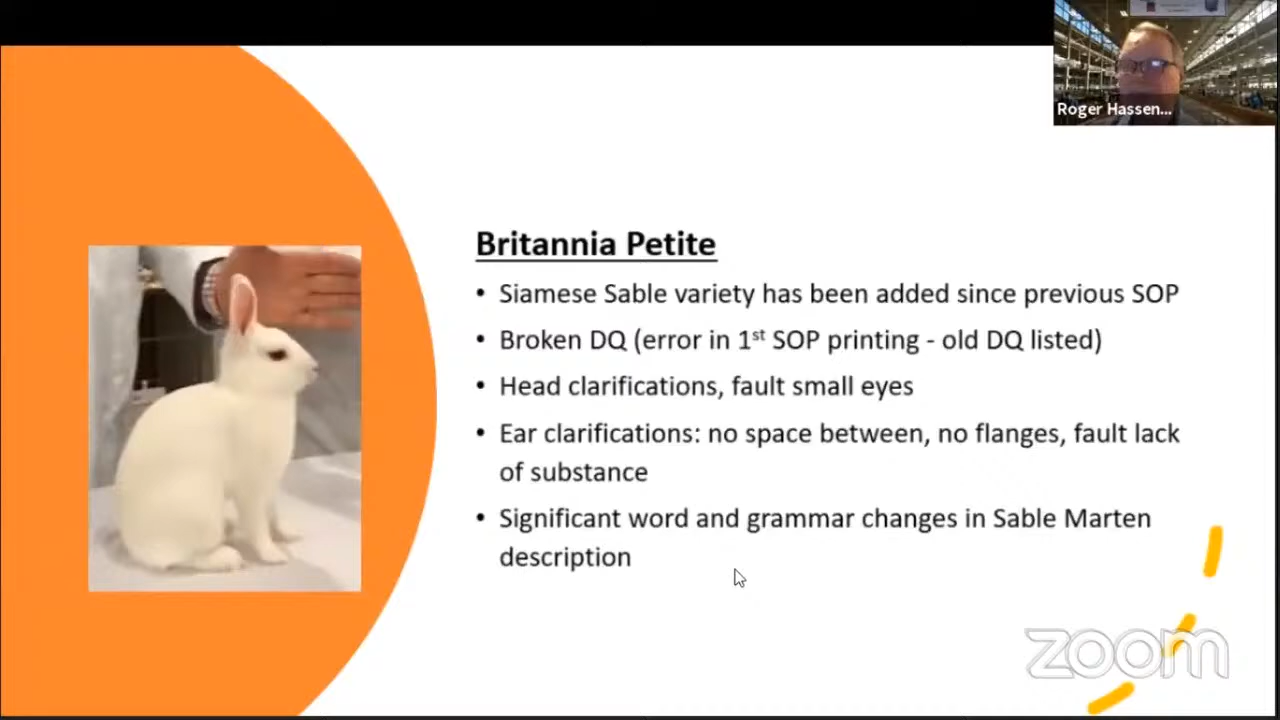 Roger Hassen...
Britannia Petite
• Siamese Sable variety has been added since previous SOP
• Broken DQ (error in 1st SOP printing - old DQ listed)
• Head clarifications, fault small eyes
• Ear clarifications: no space between, no flanges, fault lack
of substance
• Significant word and grammar changes in Sable Marten
description
zoom